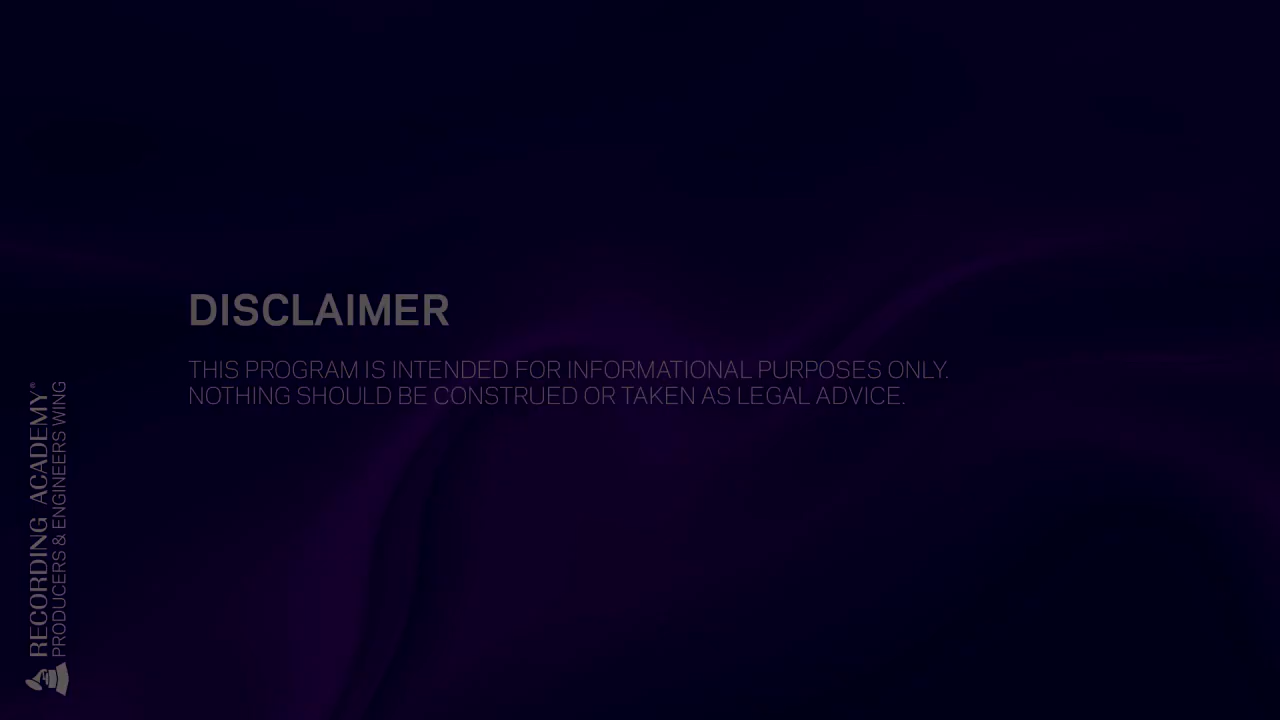 DISCLAIMER
THIS PROGRAM IS INTENDED FOR INFORMATIONAL PURPOSES ONLY.
NOTHING SHOULD BE CONSTRUED OR TAKEN AS LEGAL ADVICE.
RECORDING ACADEMY®
PRODUCERS & ENGINEERS WING